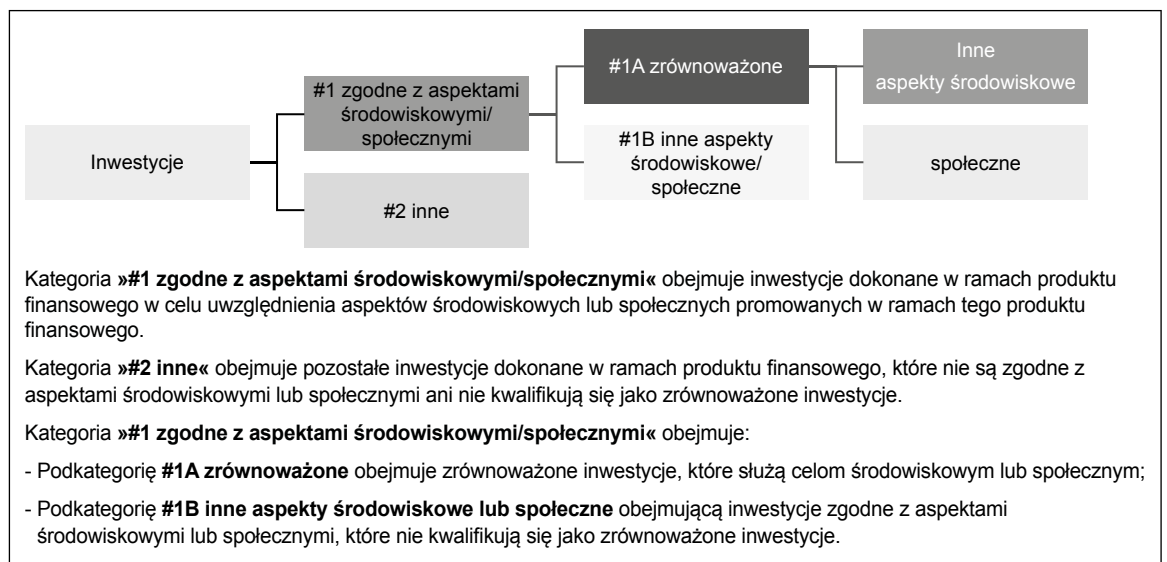 Inwestycje
#1 zgodne z aspektami
środowiskowymi/
społecznymi
#2 inne
#1A zrównoważone
#1B inne aspekty
środowiskowe/
społeczne
Inne
aspekty środowiskowe
społeczne
Kategoria »#1 zgodne z aspektami środowiskowymi/społecznymi« obejmuje inwestycje dokonane w ramach produktu
finansowego w celu uwzględnienia aspektów środowiskowych lub społecznych promowanych w ramach tego produktu
finansowego.
Kategoria »#2 inne« obejmuje pozostałe inwestycje dokonane w ramach produktu finansowego, które nie są zgodne z
aspektami środowiskowymi lub społecznymi ani nie kwalifikują się jako zrównoważone inwestycje.
Kategoria »#1 zgodne z aspektami środowiskowymi/społecznymi« obejmuje:
- Podkategorię #1A zrównoważone obejmuje zrównoważone inwestycje, które służą celom środowiskowym lub społecznym;
- Podkategorię #1B inne aspekty środowiskowe lub społeczne obejmującą inwestycje zgodne z aspektami
środowiskowymi lub społecznymi, które nie kwalifikują się jako zrównoważone inwestycje.